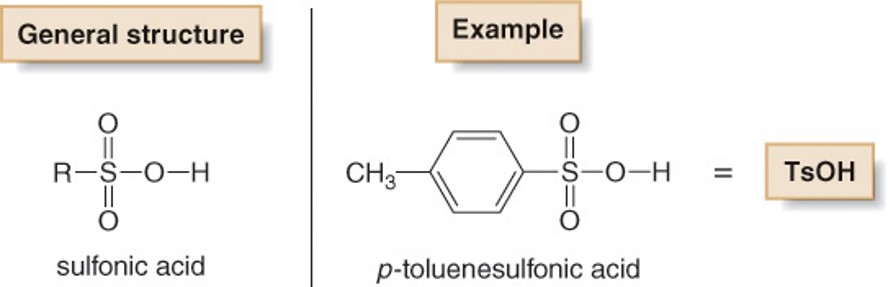 General structure
Example
O
R—S—O—H
O
sulfonic acid
O
CH3 S—O—H = TsOH
O
p-toluenesulfonic acid